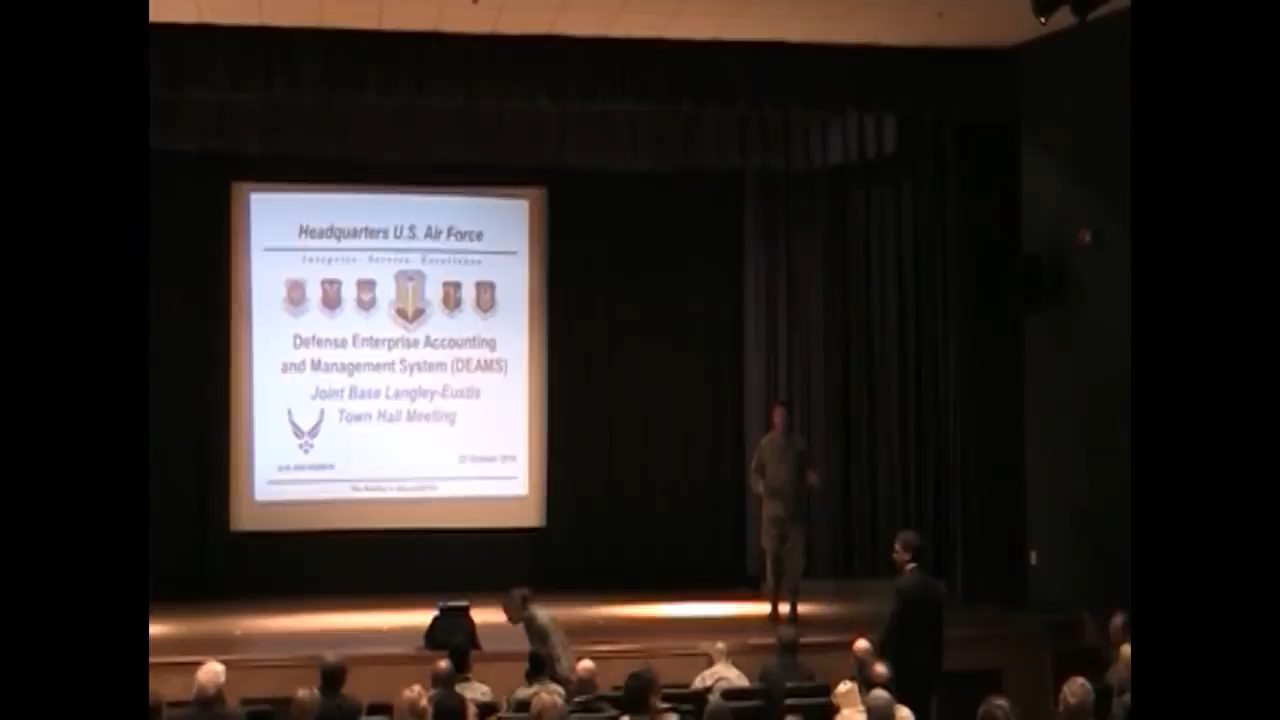 Headquarters U.S. Air Force
Integrity - Service - Excellence
Defense Enterprise Accounting
and Management System (DEAMS)
Joint Base Langley-Eustis
Town Hall Meeting